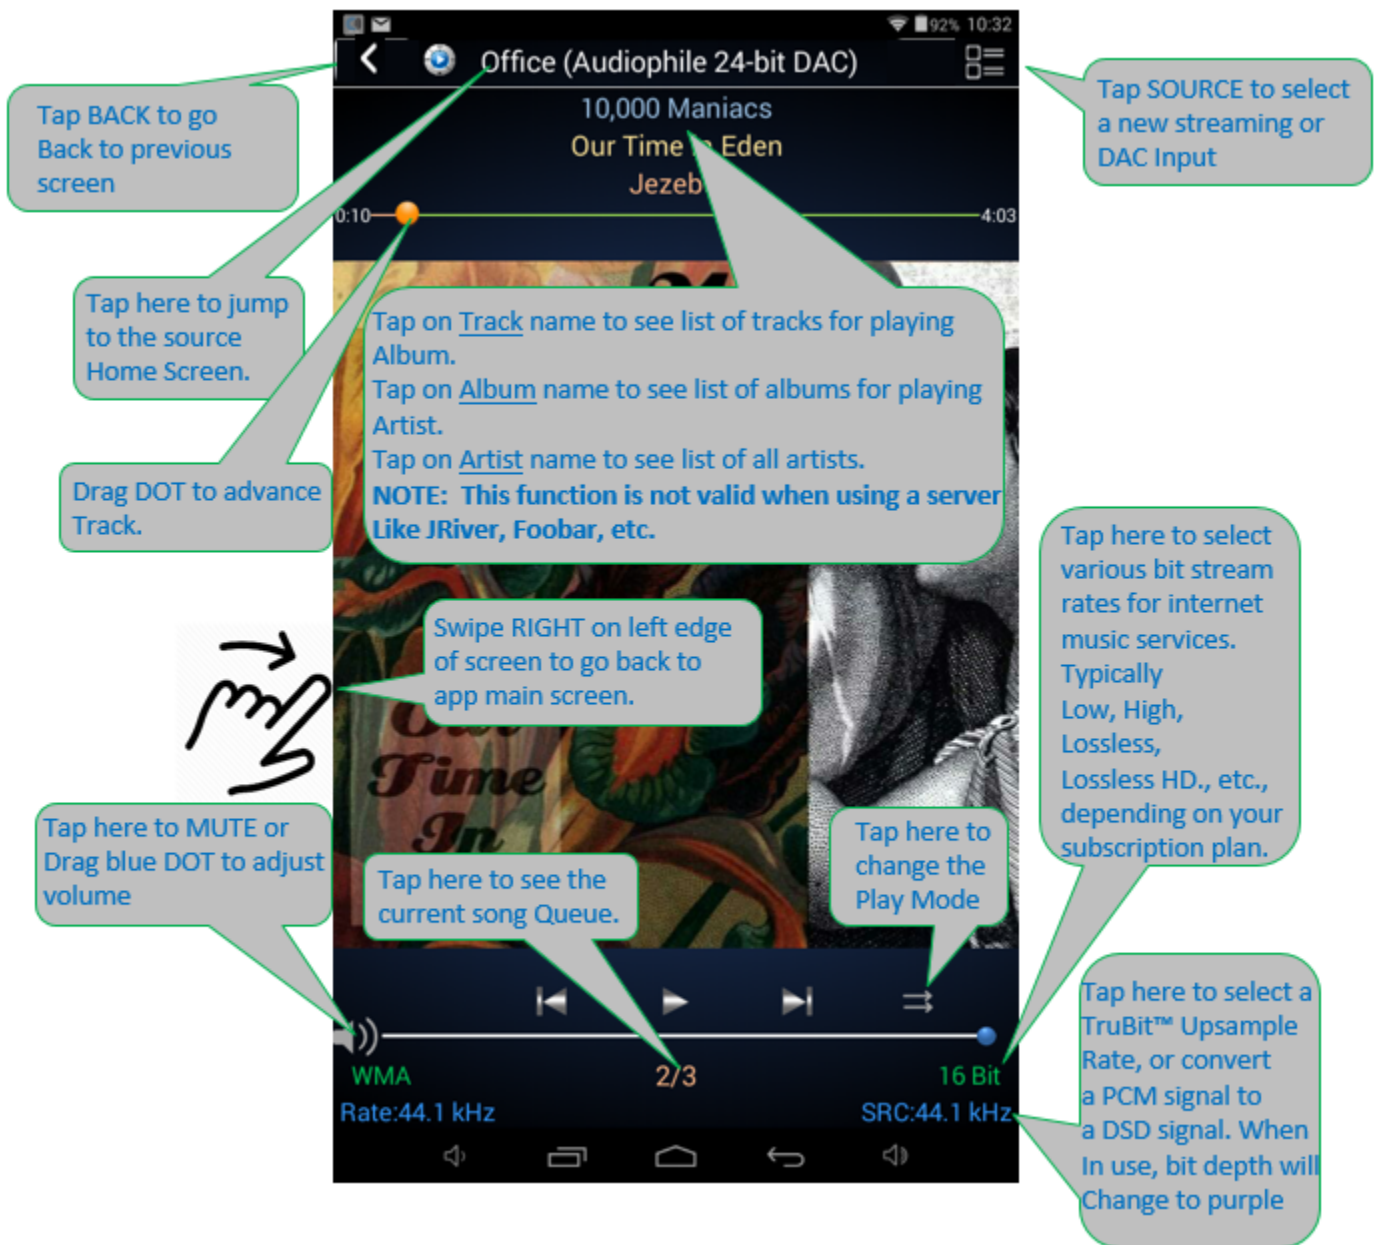 92% 10:32
Office (Audiophile 24-bit DAC)
10,000 Maniacs
Our Time Eden
Jezeb
0:10
4:03
Tap BACK to go
Back to previous
screen
Tap SOURCE to select
a new streaming or
DAC Input
Tap here to jump
to the source
Home Screen.
Tap on Track name to see list of tracks for playing
Album.
Tap on Album name to see list of albums for playing
Artist.
Tap on Artist name to see list of all artists.
NOTE: This function is not valid when using a server
Like JRiver, Foobar, etc.
Drag DOT to advance
Track.
Tap here to select
various bit stream
rates for internet
music services.
Typically
Low, High,
Lossless,
Lossless HD., etc.,
depending on your
subscription plan.
Swipe RIGHT on left edge
of screen to go back to
app main screen.
Our
Time
In
Tap here to MUTE or
Drag blue DOT to adjust
volume
Tap here to see the
current song Queue.
Tap here to
change the
Play Mode
Tap here to select a
TruBit™ Upsample
Rate, or convert
a PCM signal to
a DSD signal. When
In use, bit depth will
Change to purple
WMA
2/3
16 Bit
Rate:44.1 kHz
SRC:44.1 kHz